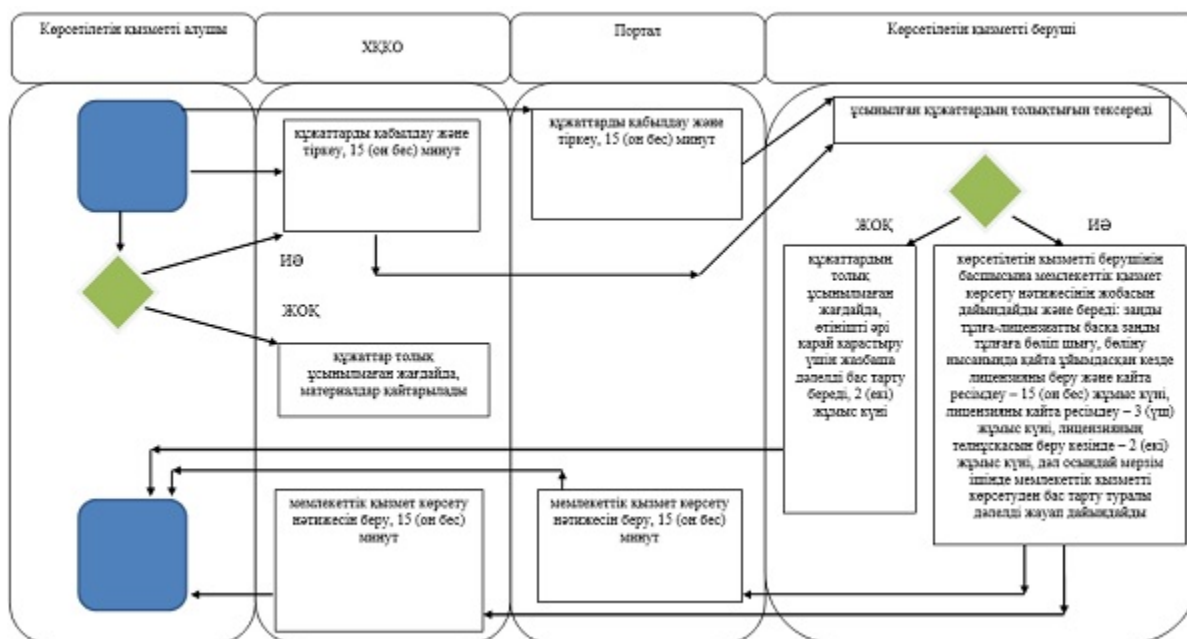 Көрсетілетін қызметті алушы
ХҚКО
Портал
Көрсетілетін қызметті беруші
құжаттарды қабылдау және
тіркеу, 15 (он бес) минут
құжаттарды қабылдау және
тіркеу, 15 (он бес) минут
ұсынылған құжаттардың толықтығын тексереді
ИӘ
ЖОҚ
құжаттар толық
ұсынылмаған жағдайда,
материалдар қайтарылады
ЖОҚ
ИӘ
құжаттардың
толық
ұсынылмаған
жағдайда,
өтінішті әрі
қарай қарастыру
үшін жазбаша
дәлелді бас тарту
береді, 2 (екі)
жұмыс күні
көрсетілетін қызметті берушінің
басшысына мемлекеттік қызмет
көрсету нәтижесінің жобасын
дайындайды және береді: заңды
тұлға-лицензиатты басқа заңды
тұлғаға бөліп шығу, бөліну
нысанында қайта ұйымдасқан кезде
лицензияны беру және қайта
ресімдеу – 15 (он бес) жұмыс күні,
лицензияны қайта ресімдеу – 3 (үш)
жұмыс күні, лицензияның
телнұсқасын беру кезінде – 2 (екі)
жұмыс күні, дәл осындай мерзім
ішінде мемлекеттік қызметті
көрсетуден бас тарту туралы
дәлелді жауап дайындайды
мемлекеттік қызмет көрсету
нәтижесін беру, 15 (он бес)
минут
мемлекеттік қызмет көрсету
нәтижесін беру, 15 (он бес)
минут